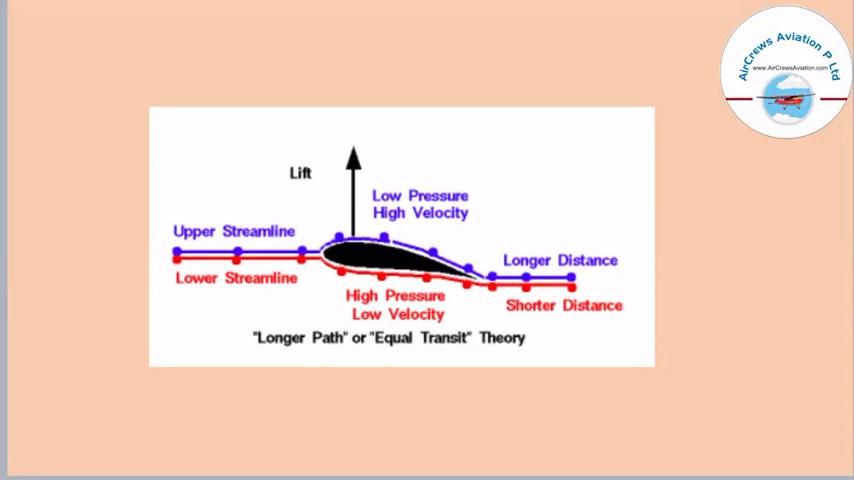 AirCrews Aviation P Ltd
www.AirCrewsAviation.com
Lift
Low Pressure
High Velocity
Upper Streamline
Longer Distance
Lower Streamline
High Pressure
Low Velocity
Shorter Distance
"Longer Path" or "Equal Transit" Theory